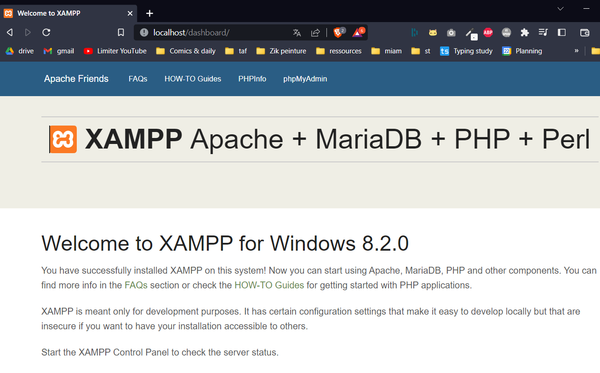 Welcome to XAMPP
localhost/dashboard/
2
drive gmail Limiter YouTube Comics & daily taf Zik peinture ressources miam st Typing study Planning »
Apache Friends FAQs HOW-TO Guides PHPInfo phpMyAdmin
XAMPP Apache + MariaDB + PHP + Perl
Welcome to XAMPP for Windows 8.2.0
You have successfully installed XAMPP on this system! Now you can start using Apache, MariaDB, PHP and other components. You can
find more info in the FAQs section or check the HOW-TO Guides for getting started with PHP applications.
XAMPP is meant only for development purposes. It has certain configuration settings that make it easy to develop locally but that are
insecure if you want to have your installation accessible to others.
Start the XAMPP Control Panel to check the server status.